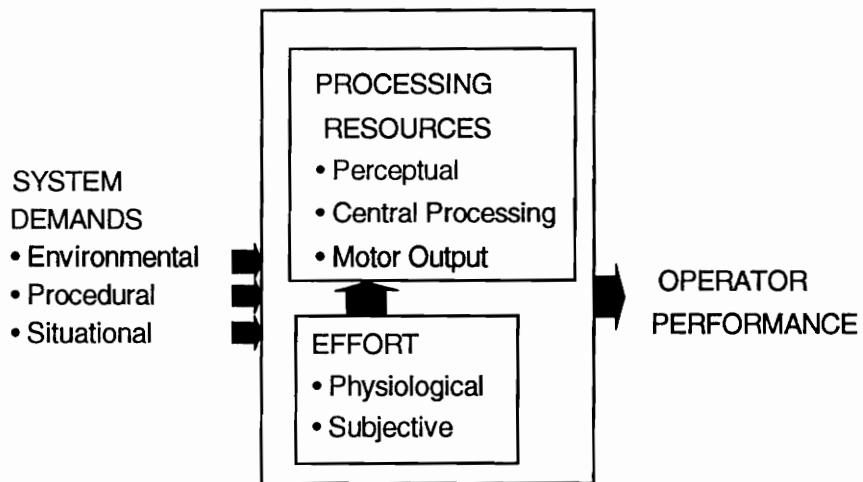 SYSTEM
DEMANDS
• Environmental
• Procedural
• Situational
PROCESSING
RESOURCES
• Perceptual
• Central Processing
• Motor Output
EFFORT
• Physiological
• Subjective
OPERATOR
PERFORMANCE